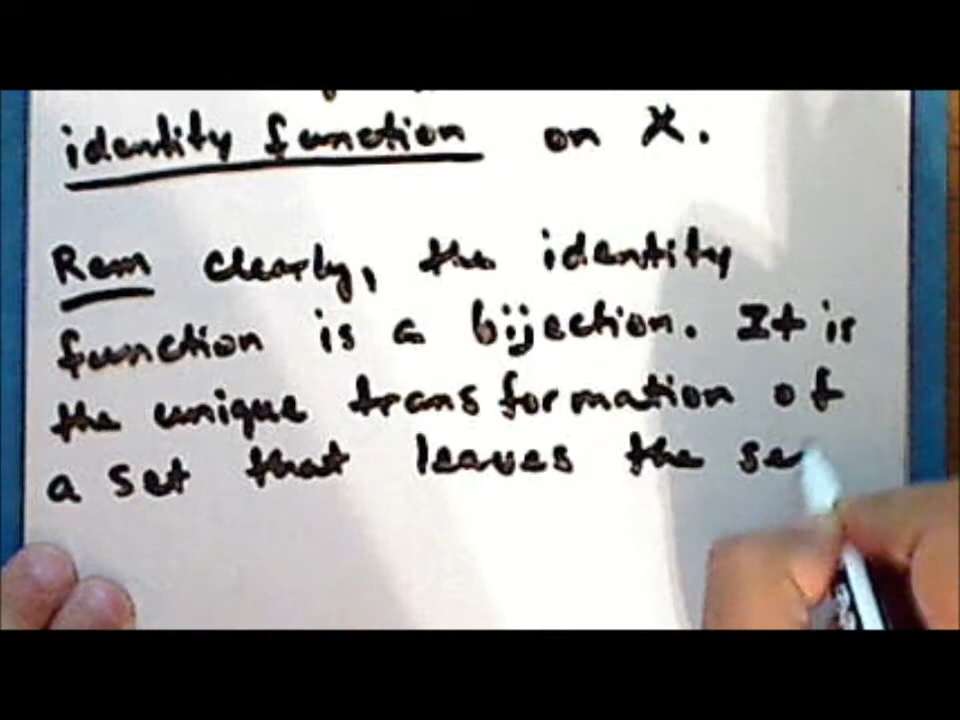 identity function on X.
Rem clearly, the identity
function is a bijection. It is
the unique transformation of
a set that leaves the se